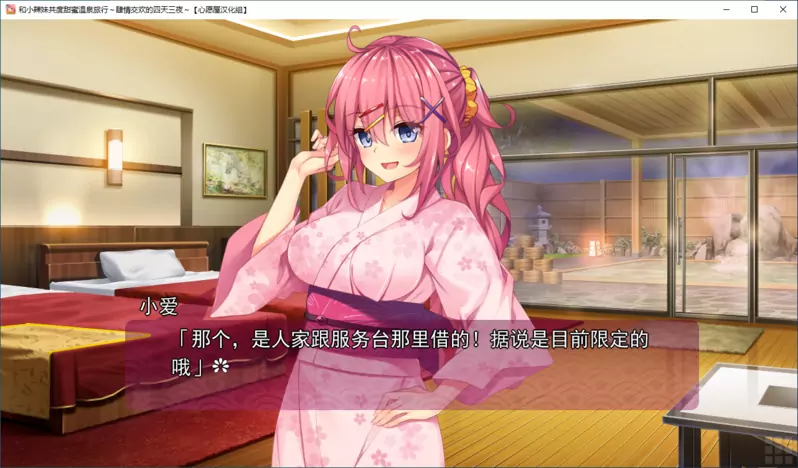 和小辣妹共度甜蜜温泉旅行～肆情交欢的四天三夜～【心愿屋汉化组】
小爱
「那个，是人家跟服务台那里借的！据说是目前限定的
哦」